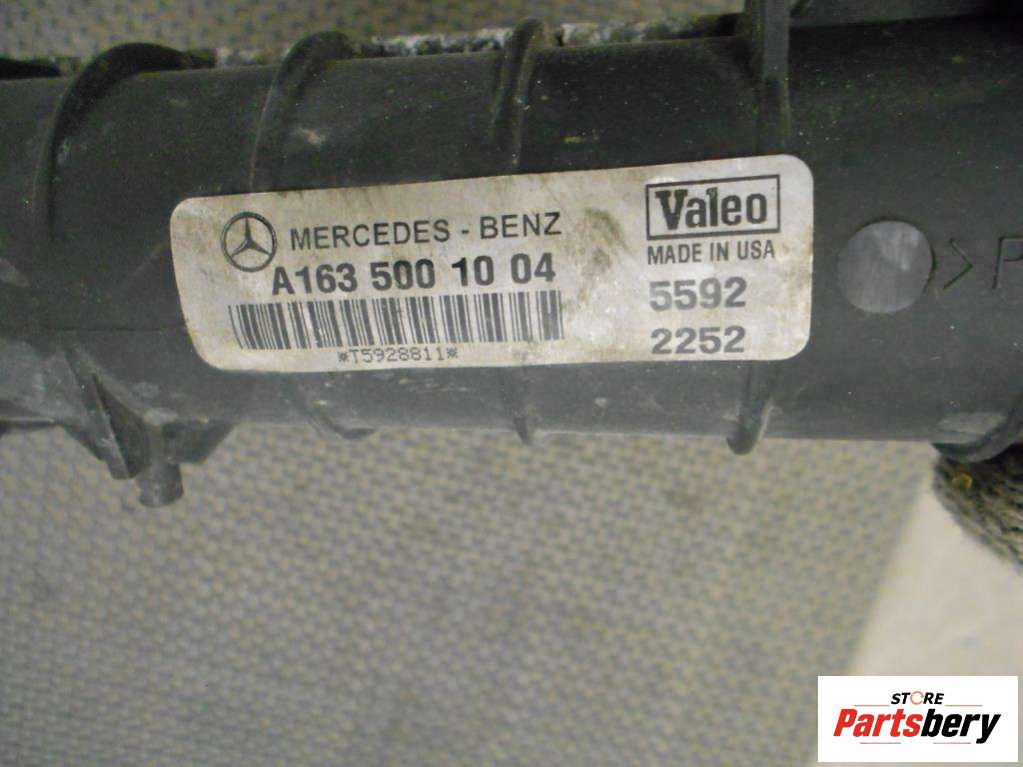 MERCEDES - BENZ
A163 500 10 04
*T5928811*
Valeo
MADE IN USA
5592
2252
>P
STORE
Partsbery